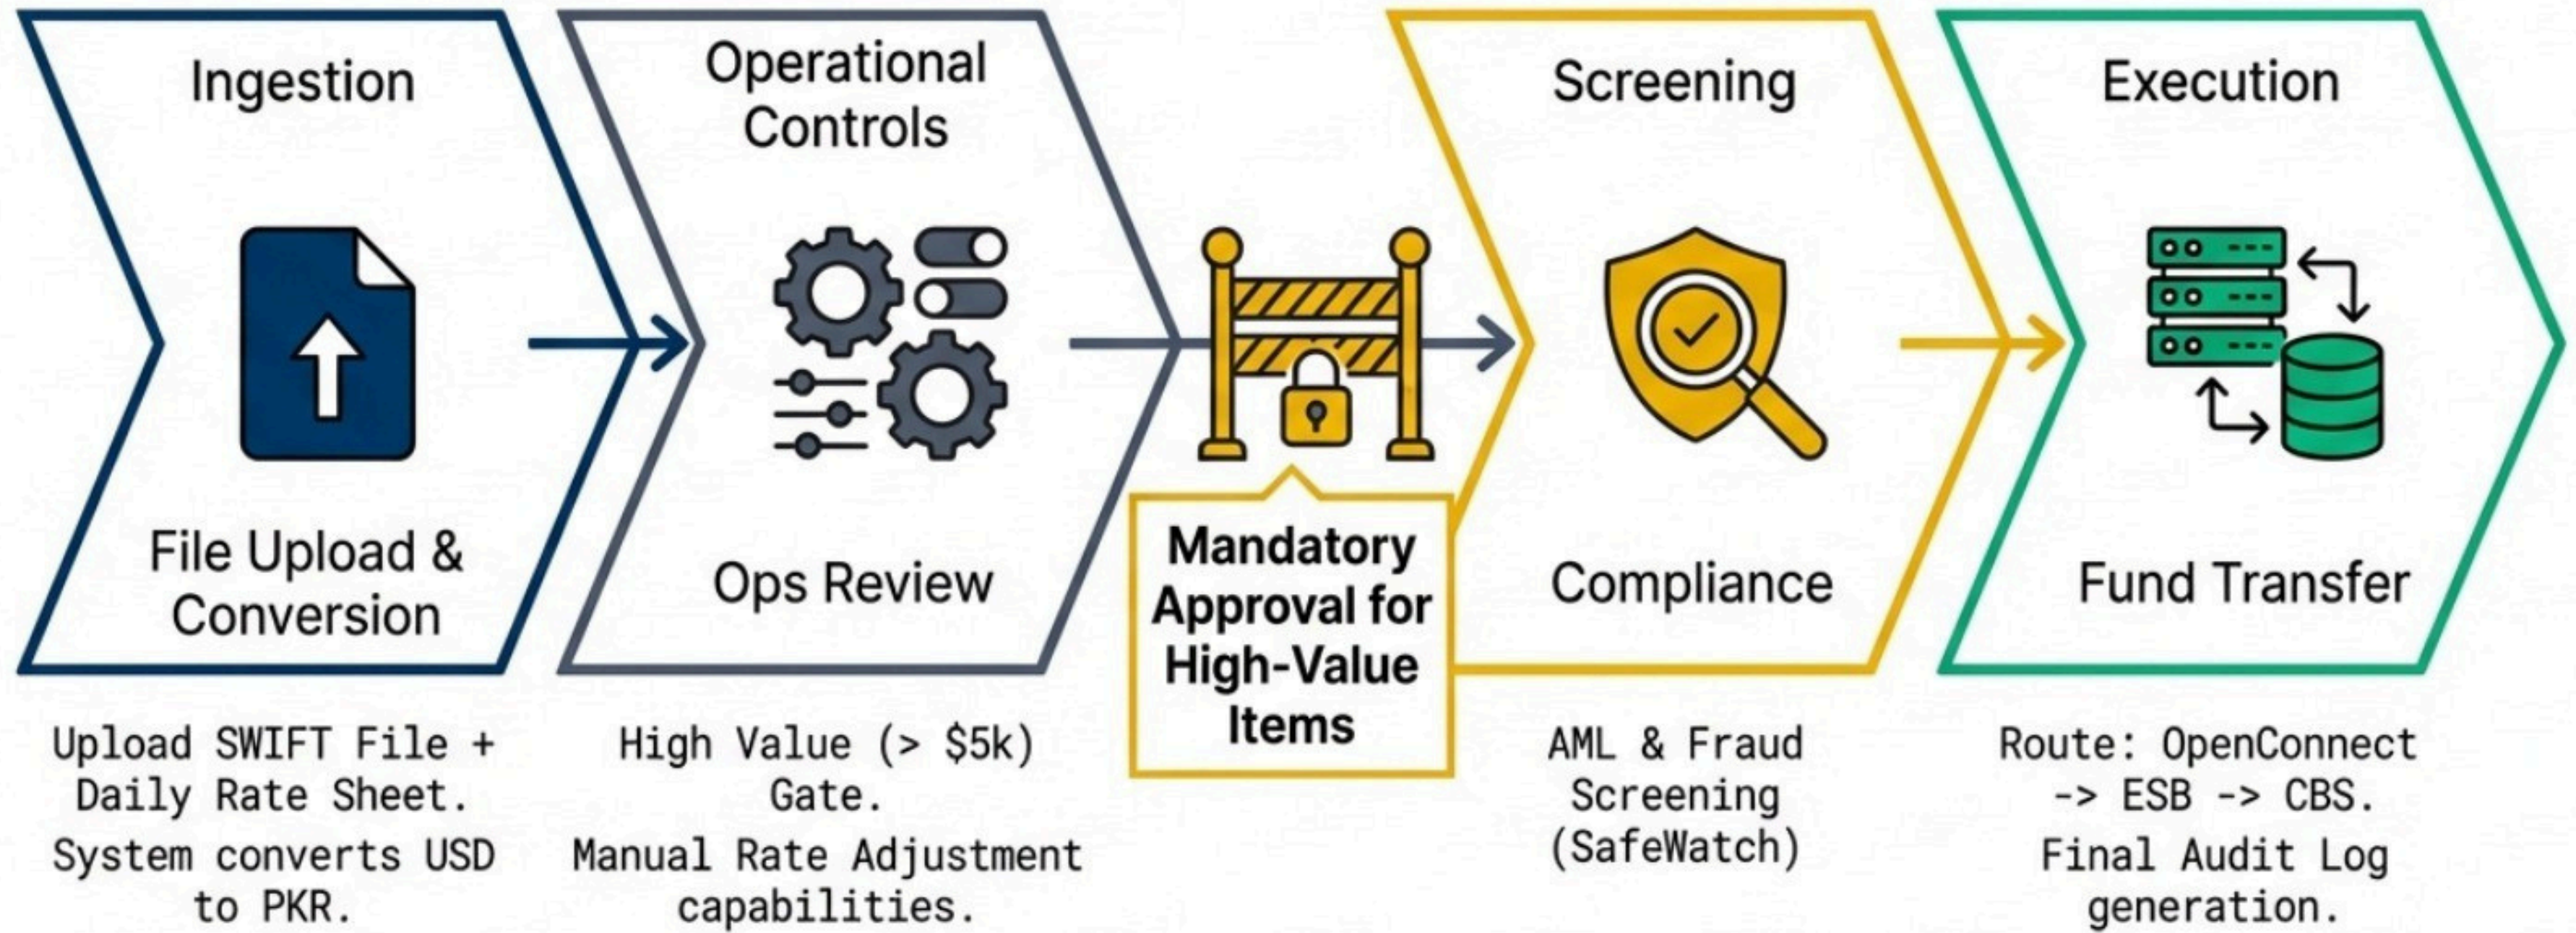 Ingestion
File Upload &
Conversion
Upload SWIFT File +
Daily Rate Sheet.
System converts USD
to PKR.
Operational
Controls
Ops Review
High Value (> $5k)
Gate.
Manual Rate Adjustment
capabilities.
Mandatory
Approval for
High-Value
Items
Screening
Compliance
AML & Fraud
Screening
(SafeWatch)
Execution
Fund Transfer
Route: OpenConnect
-> ESB -> CBS.
Final Audit Log
generation.